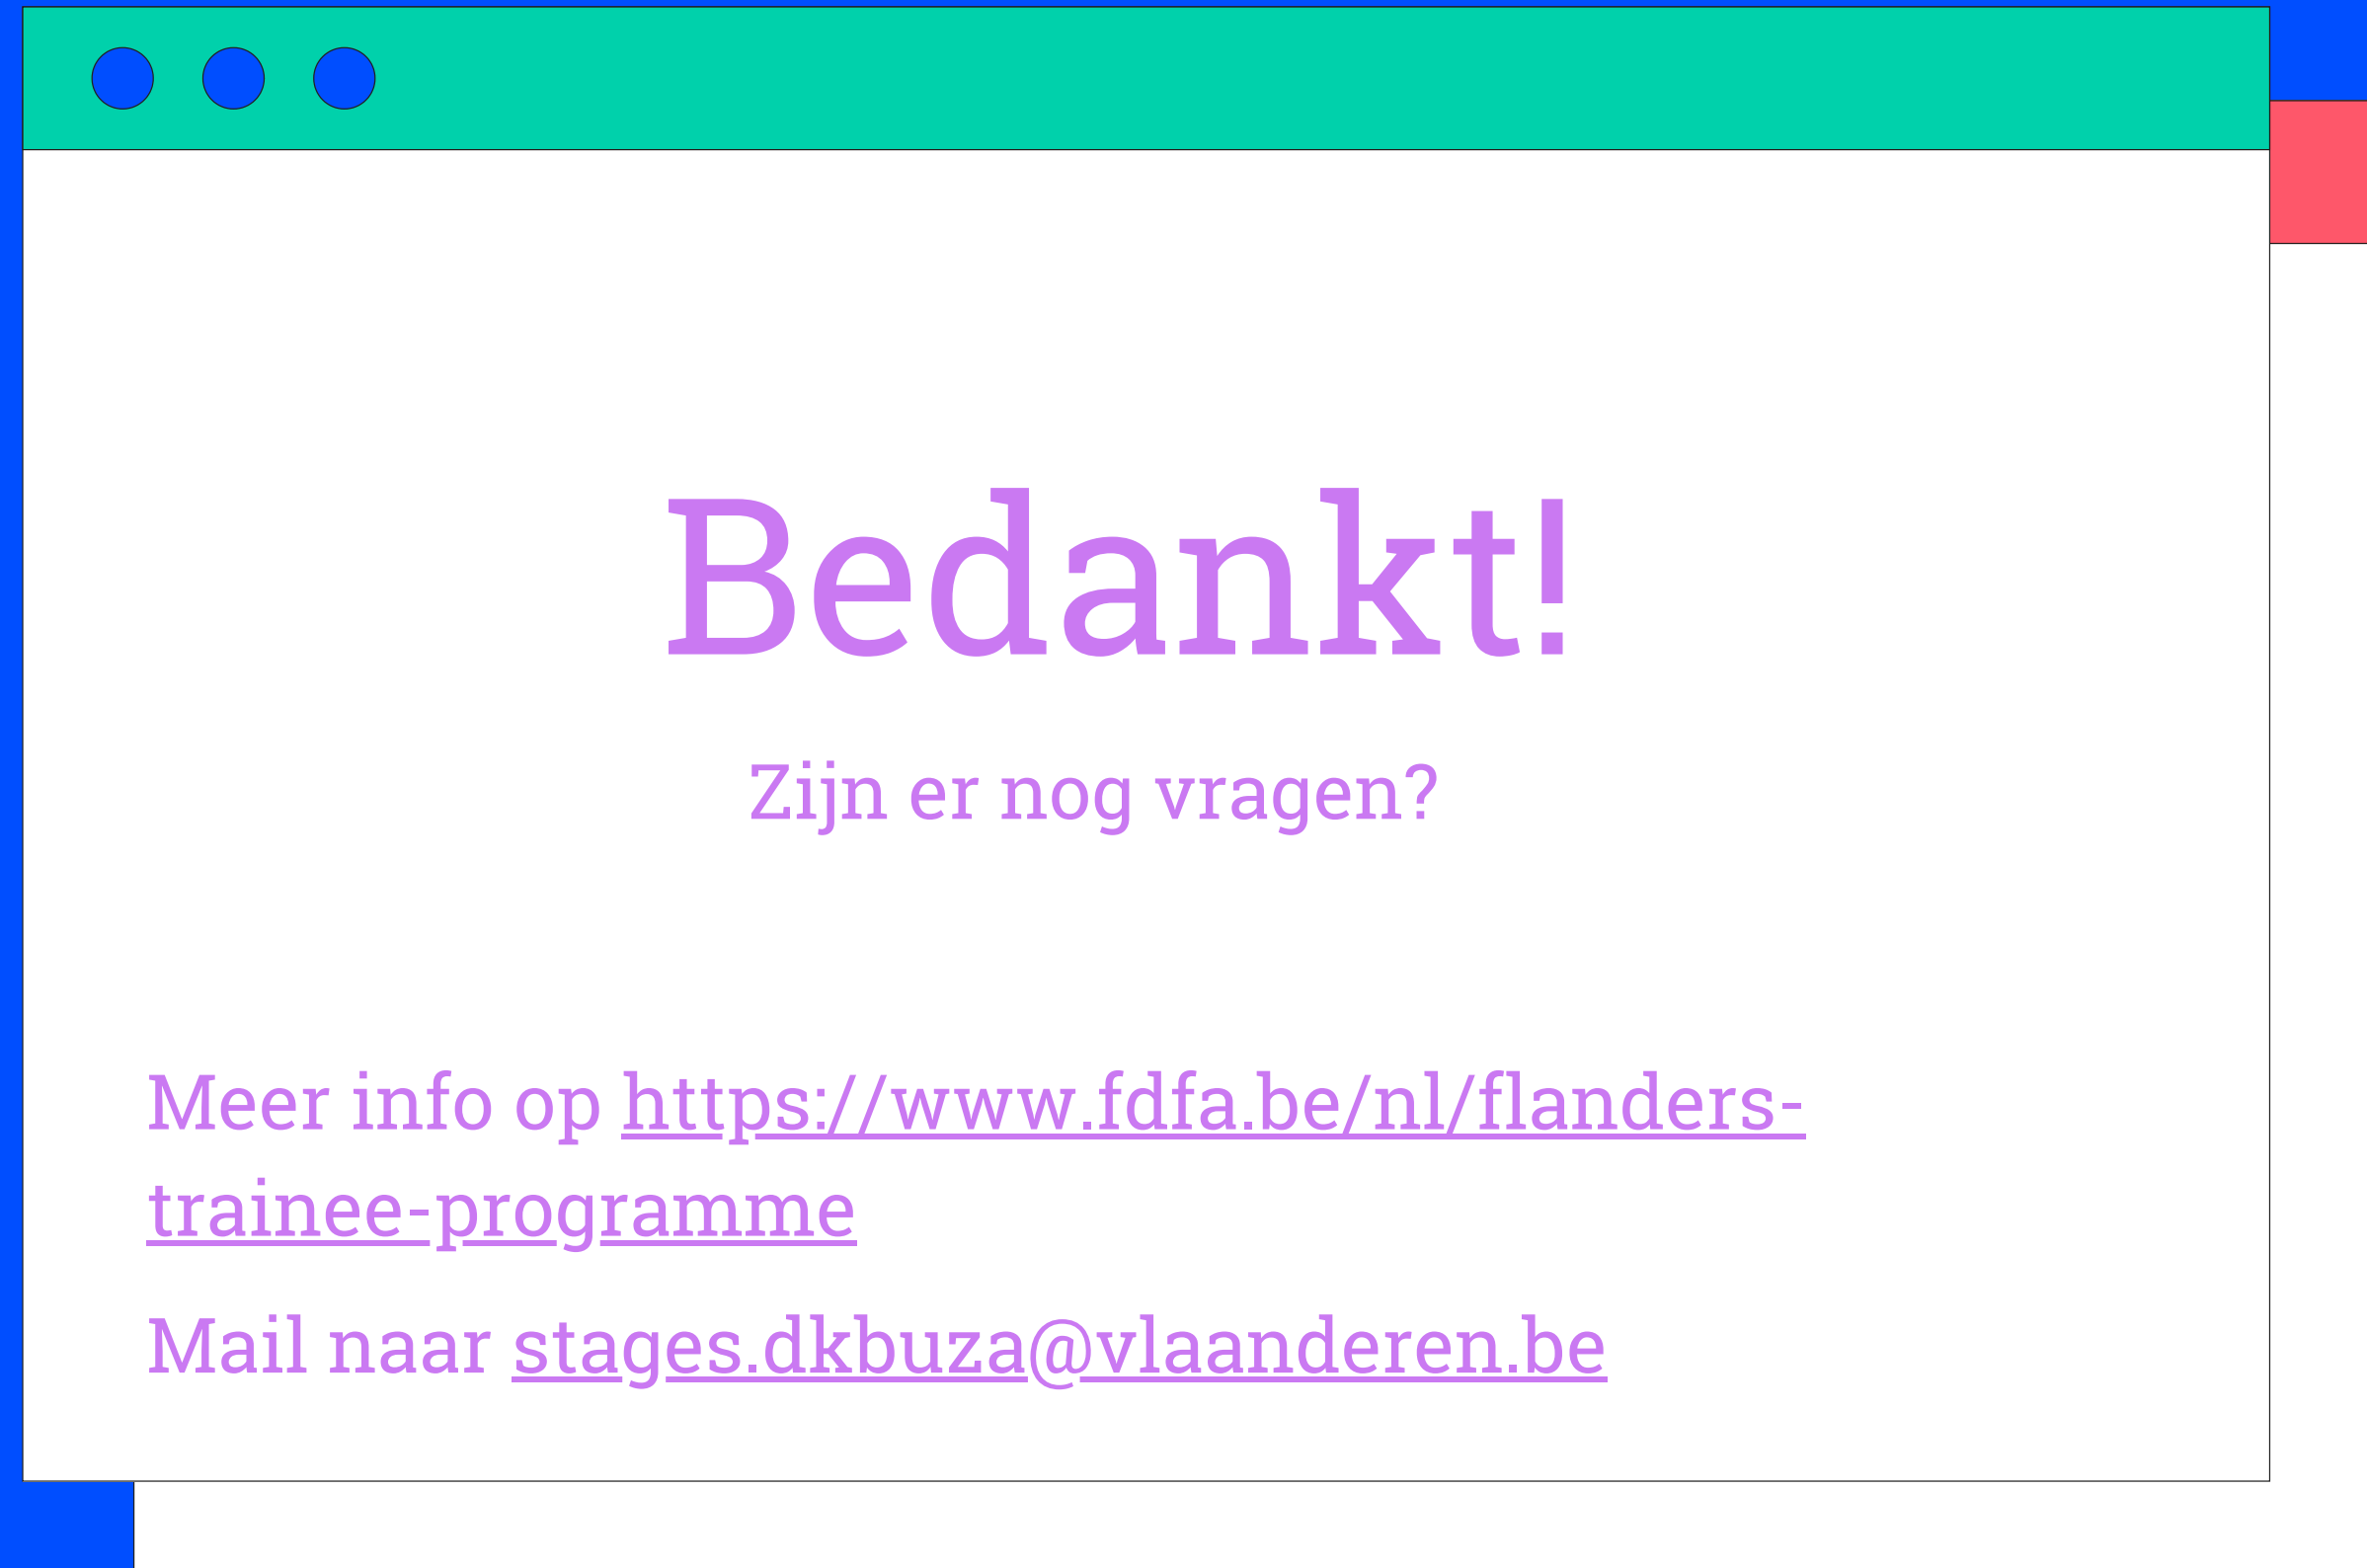 Bedankt!
Zijn er nog vragen?
Meer info op https://www.fdfa.be/nl/flanders-
trainee-programme
Mail naar stages.dkbuza@vlanderen.be